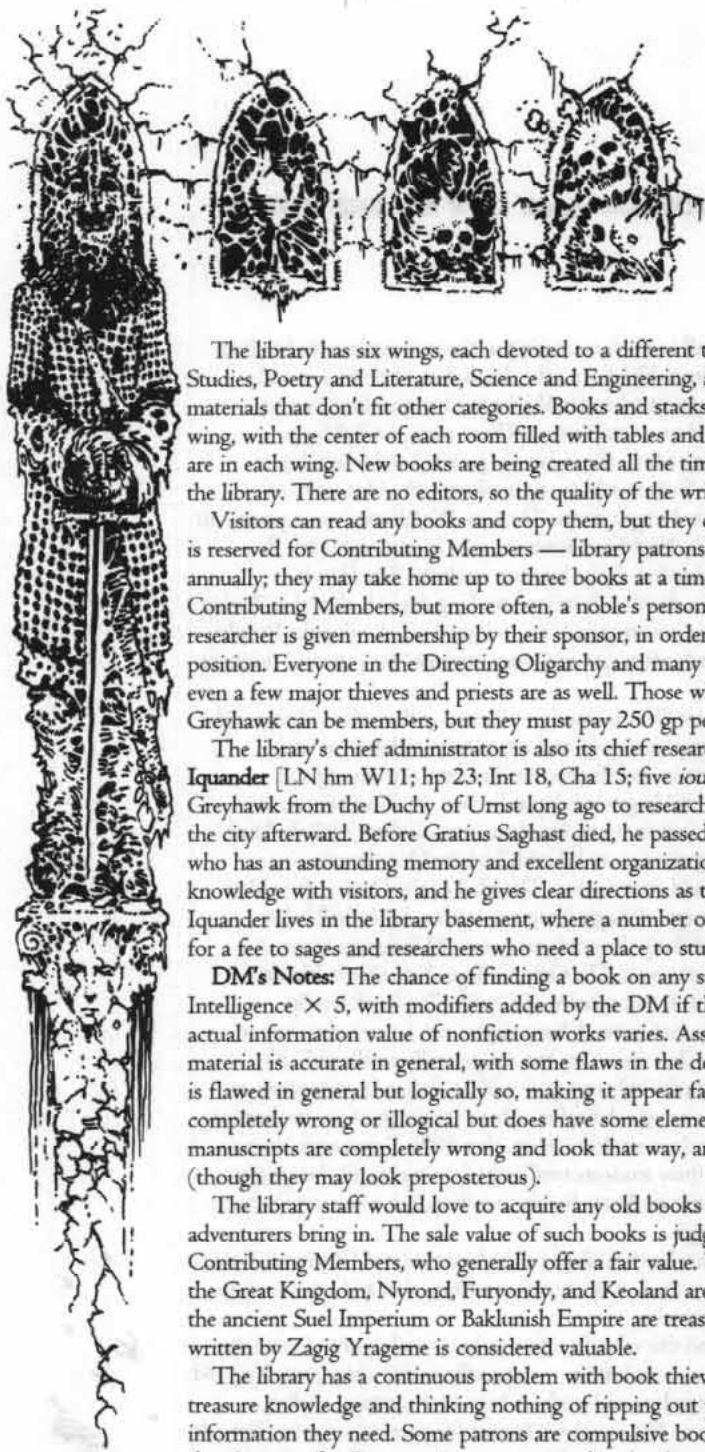 The library has six wings, each devoted to a different
Studies, Poetry and Literature, Science and Engineering,
materials that don't fit other categories. Books and stacks
wing, with the center of each room filled with tables and
are in each wing. New books are being created all the
the library. There are no editors, so the quality of the
Visitors can read any books and copy them, but they
is reserved for Contributing Members — library patrons
annually; they may take home up to three books at a
Contributing Members, but more often, a noble's
researcher is given membership by their sponsor, in order
position. Everyone in the Directing Oligarchy and many
even a few major thieves and priests are as well. Those
Greyhawk can be members, but they must pay 250 gp
The library's chief administrator is also its chief
Iquander [LN hm W11; hp 23; Int 18, Cha 15; five
Greyhawk from the Duchy of Urnst long ago to research
the city afterward. Before Gratius Saghast died, he passed
who has an astounding memory and excellent
knowledge with visitors, and he gives clear directions as
Iquander lives in the library basement, where a number
for a fee to sages and researchers who need a place to
DM's Notes: The chance of finding a book on any
Intelligence × 5, with modifiers added by the DM if
actual information value of nonfiction works varies.
material is accurate in general, with some flaws in the
is flawed in general but logically so, making it appear
completely wrong or illogical but does have some
manuscripts are completely wrong and look that way,
(though they may look preposterous).
The library staff would love to acquire any old books
adventurers bring in. The sale value of such books is
Contributing Members, who generally offer a fair value.
the Great Kingdom, Nyrond, Furyondy, and Keoland
the ancient Suel Imperium or Baklunish Empire are
written by Zagig Yragerne is considered valuable.
The library has a continuous problem with book
treasure knowledge and thinking nothing of ripping out
information they need. Some patrons are compulsive